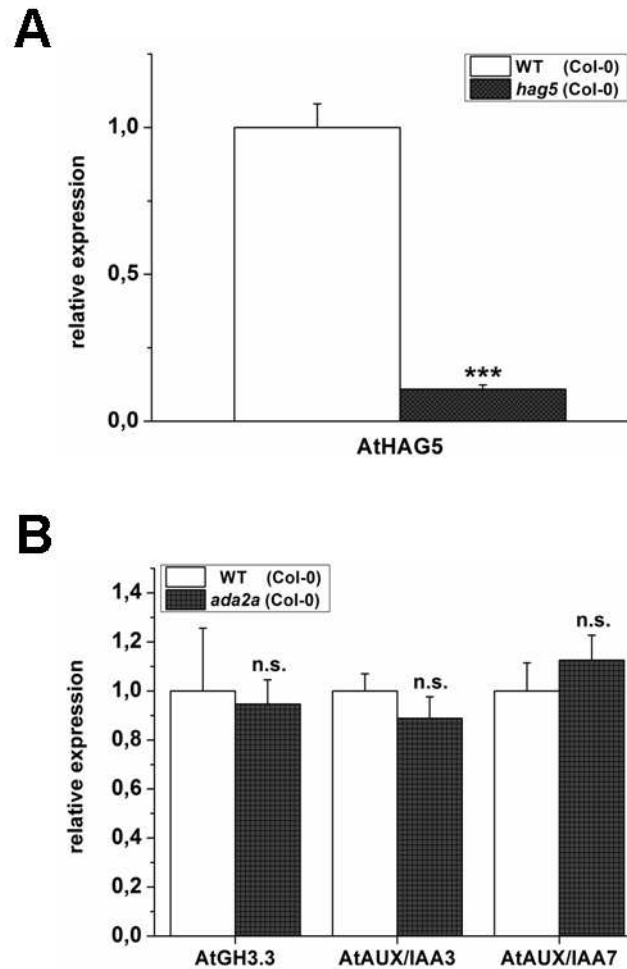 A
WT (Col-0)
hag5 (Col-0)
relative expression
1,0
0,5
0,0
***
AtHAG5
B
WT (Col-0)
ada2a (Col-0)
relative expression
1,4
1,2
1,0
0,8
0,6
0,4
0,2
0,0
n.s.
n.s.
n.s.
AtGH3.3
AtAUX/IAA3
AtAUX/IAA7